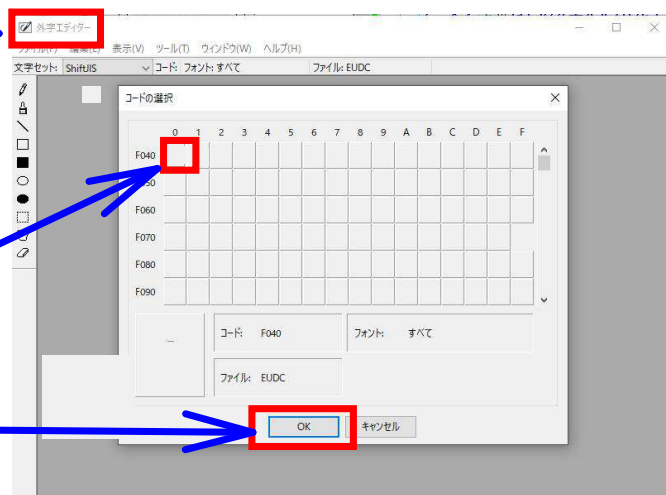 外字エディター
ファイル(F) 編集(E) 表示(V) ツール(T) ウィンドウ(W) ヘルプ(H)
文字セット: ShiftJIS コード: フォント: すべて ファイル: EUDC
コードの選択
0 1 2 3 4 5 6 7 8 9 A B C D E F
F040
F050
F060
F070
F080
F090
コード: F040 フォント: すべて
ファイル: EUDC
OK キャンセル